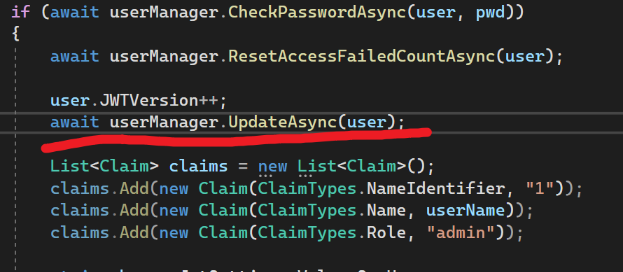 if (await userManager.CheckPasswordAsync(user, pwd))
{
await userManager.ResetAccessFailedCountAsync(user);
user.JWTVersion++;
await userManager.UpdateAsync(user);
List<Claim> claims = new List<Claim>();
claims.Add(new Claim(ClaimTypes.NameIdentifier, "1"));
claims.Add(new Claim(ClaimTypes.Name, userName));
claims.Add(new Claim(ClaimTypes.Role, "admin"));